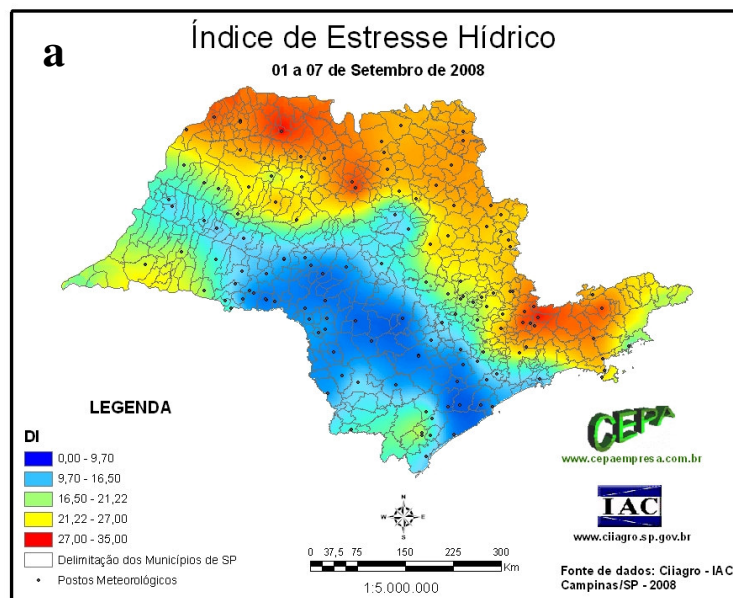 a
Índice de Estresse Hídrico
01 a 07 de Setembro de 2008
LEGENDA
DI
0,00 - 9,70
9,70 - 16,50
16,50 - 21,22
21,22 - 27,00
27,00 - 35,00
Delimitação dos Municípios de SP
Postos Meteorológicos
N
W E
S
0 37,5 75 150 225 300
Km
1:5.000.000
CEPA
www.cepaempresa.com.br
IAC
www.ciiagro.sp.gov.br
Fonte de dados: Ciiagro - IAC
Campinas/SP - 2008